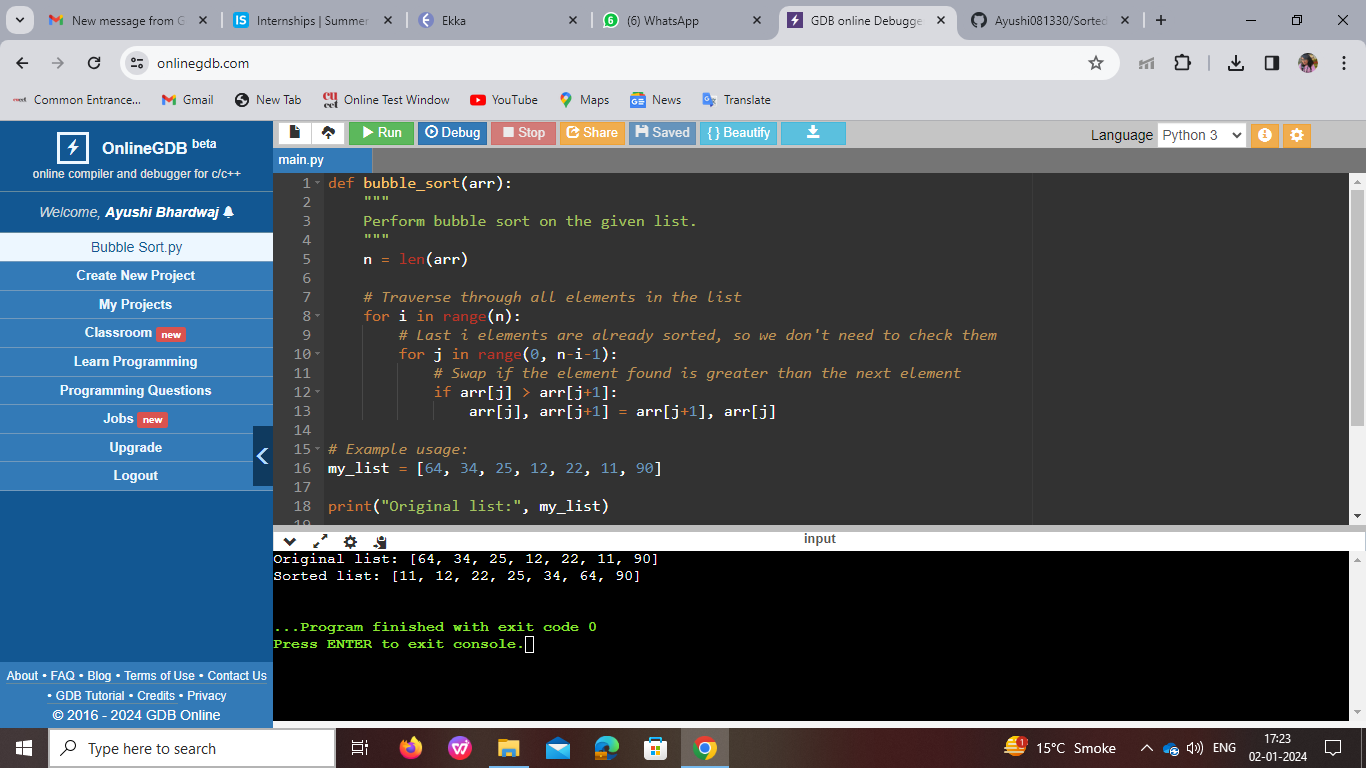 New message from G
Internships | Summer
Ekka
(6) WhatsApp
GDB online Debugge
Ayushi081330/Sorted
onlinegdb.com
Common Entrance...
Gmail
New Tab
Online Test Window
YouTube
Maps
News
Translate
OnlineGDB beta
online compiler and debugger for c/c++
Welcome, Ayushi Bhardwaj
Bubble Sort.py
Create New Project
My Projects
Classroom new
Learn Programming
Programming Questions
Jobs new
Upgrade
Logout
About • FAQ • Blog • Terms of Use • Contact Us
• GDB Tutorial • Credits • Privacy
© 2016 - 2024 GDB Online
Run Debug Stop Share Saved { } Beautify
Language Python 3
main.py
1 def bubble_sort(arr):
2     """
3     Perform bubble sort on the given list.
4     """
5     n = len(arr)
6
7     # Traverse through all elements in the list
8     for i in range(n):
9         # Last i elements are already sorted, so we don't need to check them
10         for j in range(0, n-i-1):
11             # Swap if the element found is greater than the next element
12             if arr[j] > arr[j+1]:
13                 arr[j], arr[j+1] = arr[j+1], arr[j]
14
15 # Example usage:
16 my_list = [64, 34, 25, 12, 22, 11, 90]
17
18 print("Original list:", my_list)
19
input
Original list: [64, 34, 25, 12, 22, 11, 90]
Sorted list: [11, 12, 22, 25, 34, 64, 90]
...Program finished with exit code 0
Press ENTER to exit console.
Type here to search
15°C Smoke
ENG
17:23
02-01-2024